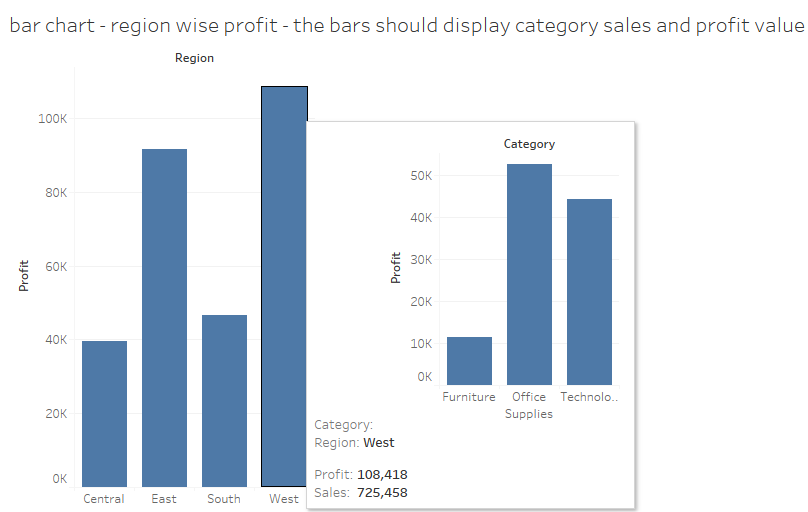 bar chart - region wise profit - the bars should display category sales and profit value
Region
100K
80K
60K
40K
20K
0K
Profit
Central East South West
Category
50K
40K
30K
20K
10K
0K
Profit
Furniture Office Supplies Technolo..
Category:
Region: West
Profit: 108,418
Sales: 725,458